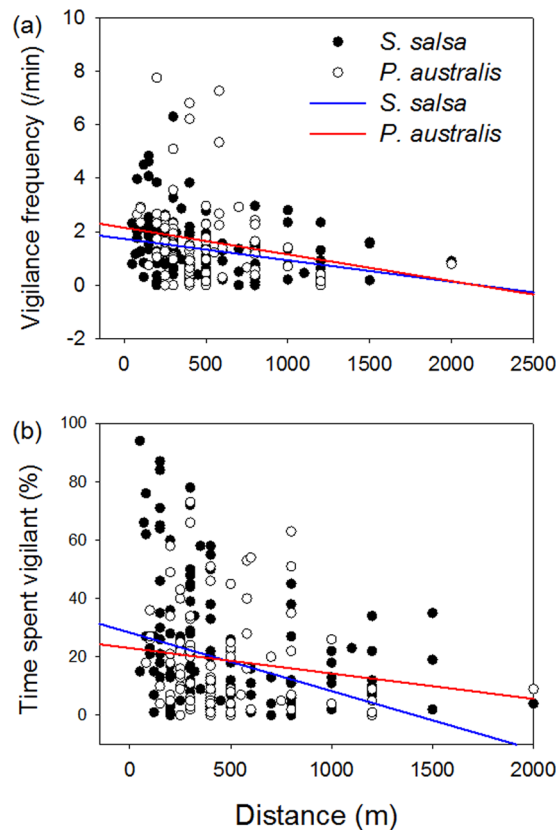 (a)
Vigilance frequency (/min)
10
8
6
4
2
0
-2
S. salsa
P. australis
S. salsa
P. australis
0 500 1000 1500 2000 2500
(b)
Time spent vigilant (%)
100
80
60
40
20
0
0 500 1000 1500 2000
Distance (m)